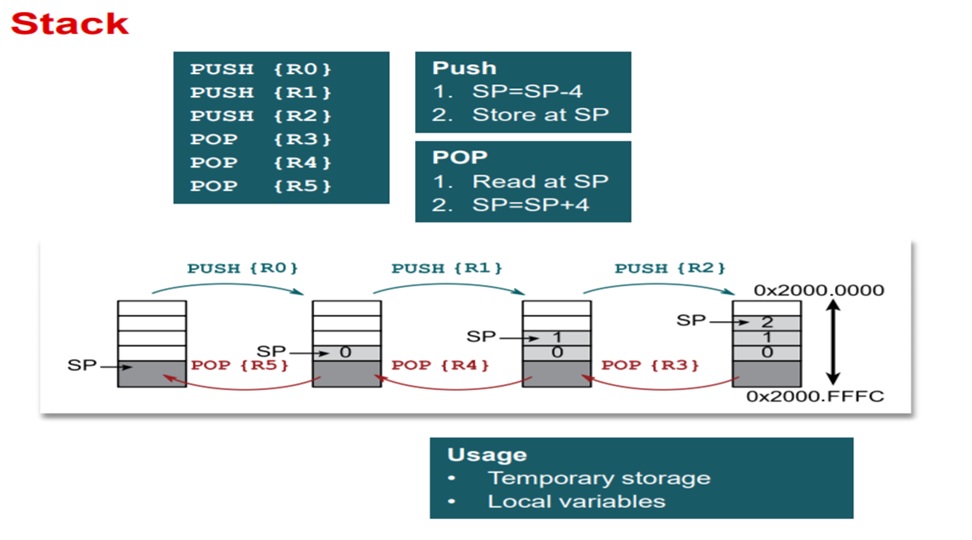 Stack
PUSH {R0}
PUSH {R1}
PUSH {R2}
POP {R3}
POP {R4}
POP {R5}
Push
1. SP=SP-4
2. Store at SP
POP
1. Read at SP
2. SP=SP+4
PUSH {R0}
PUSH {R1}
PUSH {R2}
0x2000.0000
SP
2
SP
1
1
SP
0
0
0
SP
POP {R5}
POP {R4}
POP {R3}
0x2000.FFFC
Usage
• Temporary storage
• Local variables